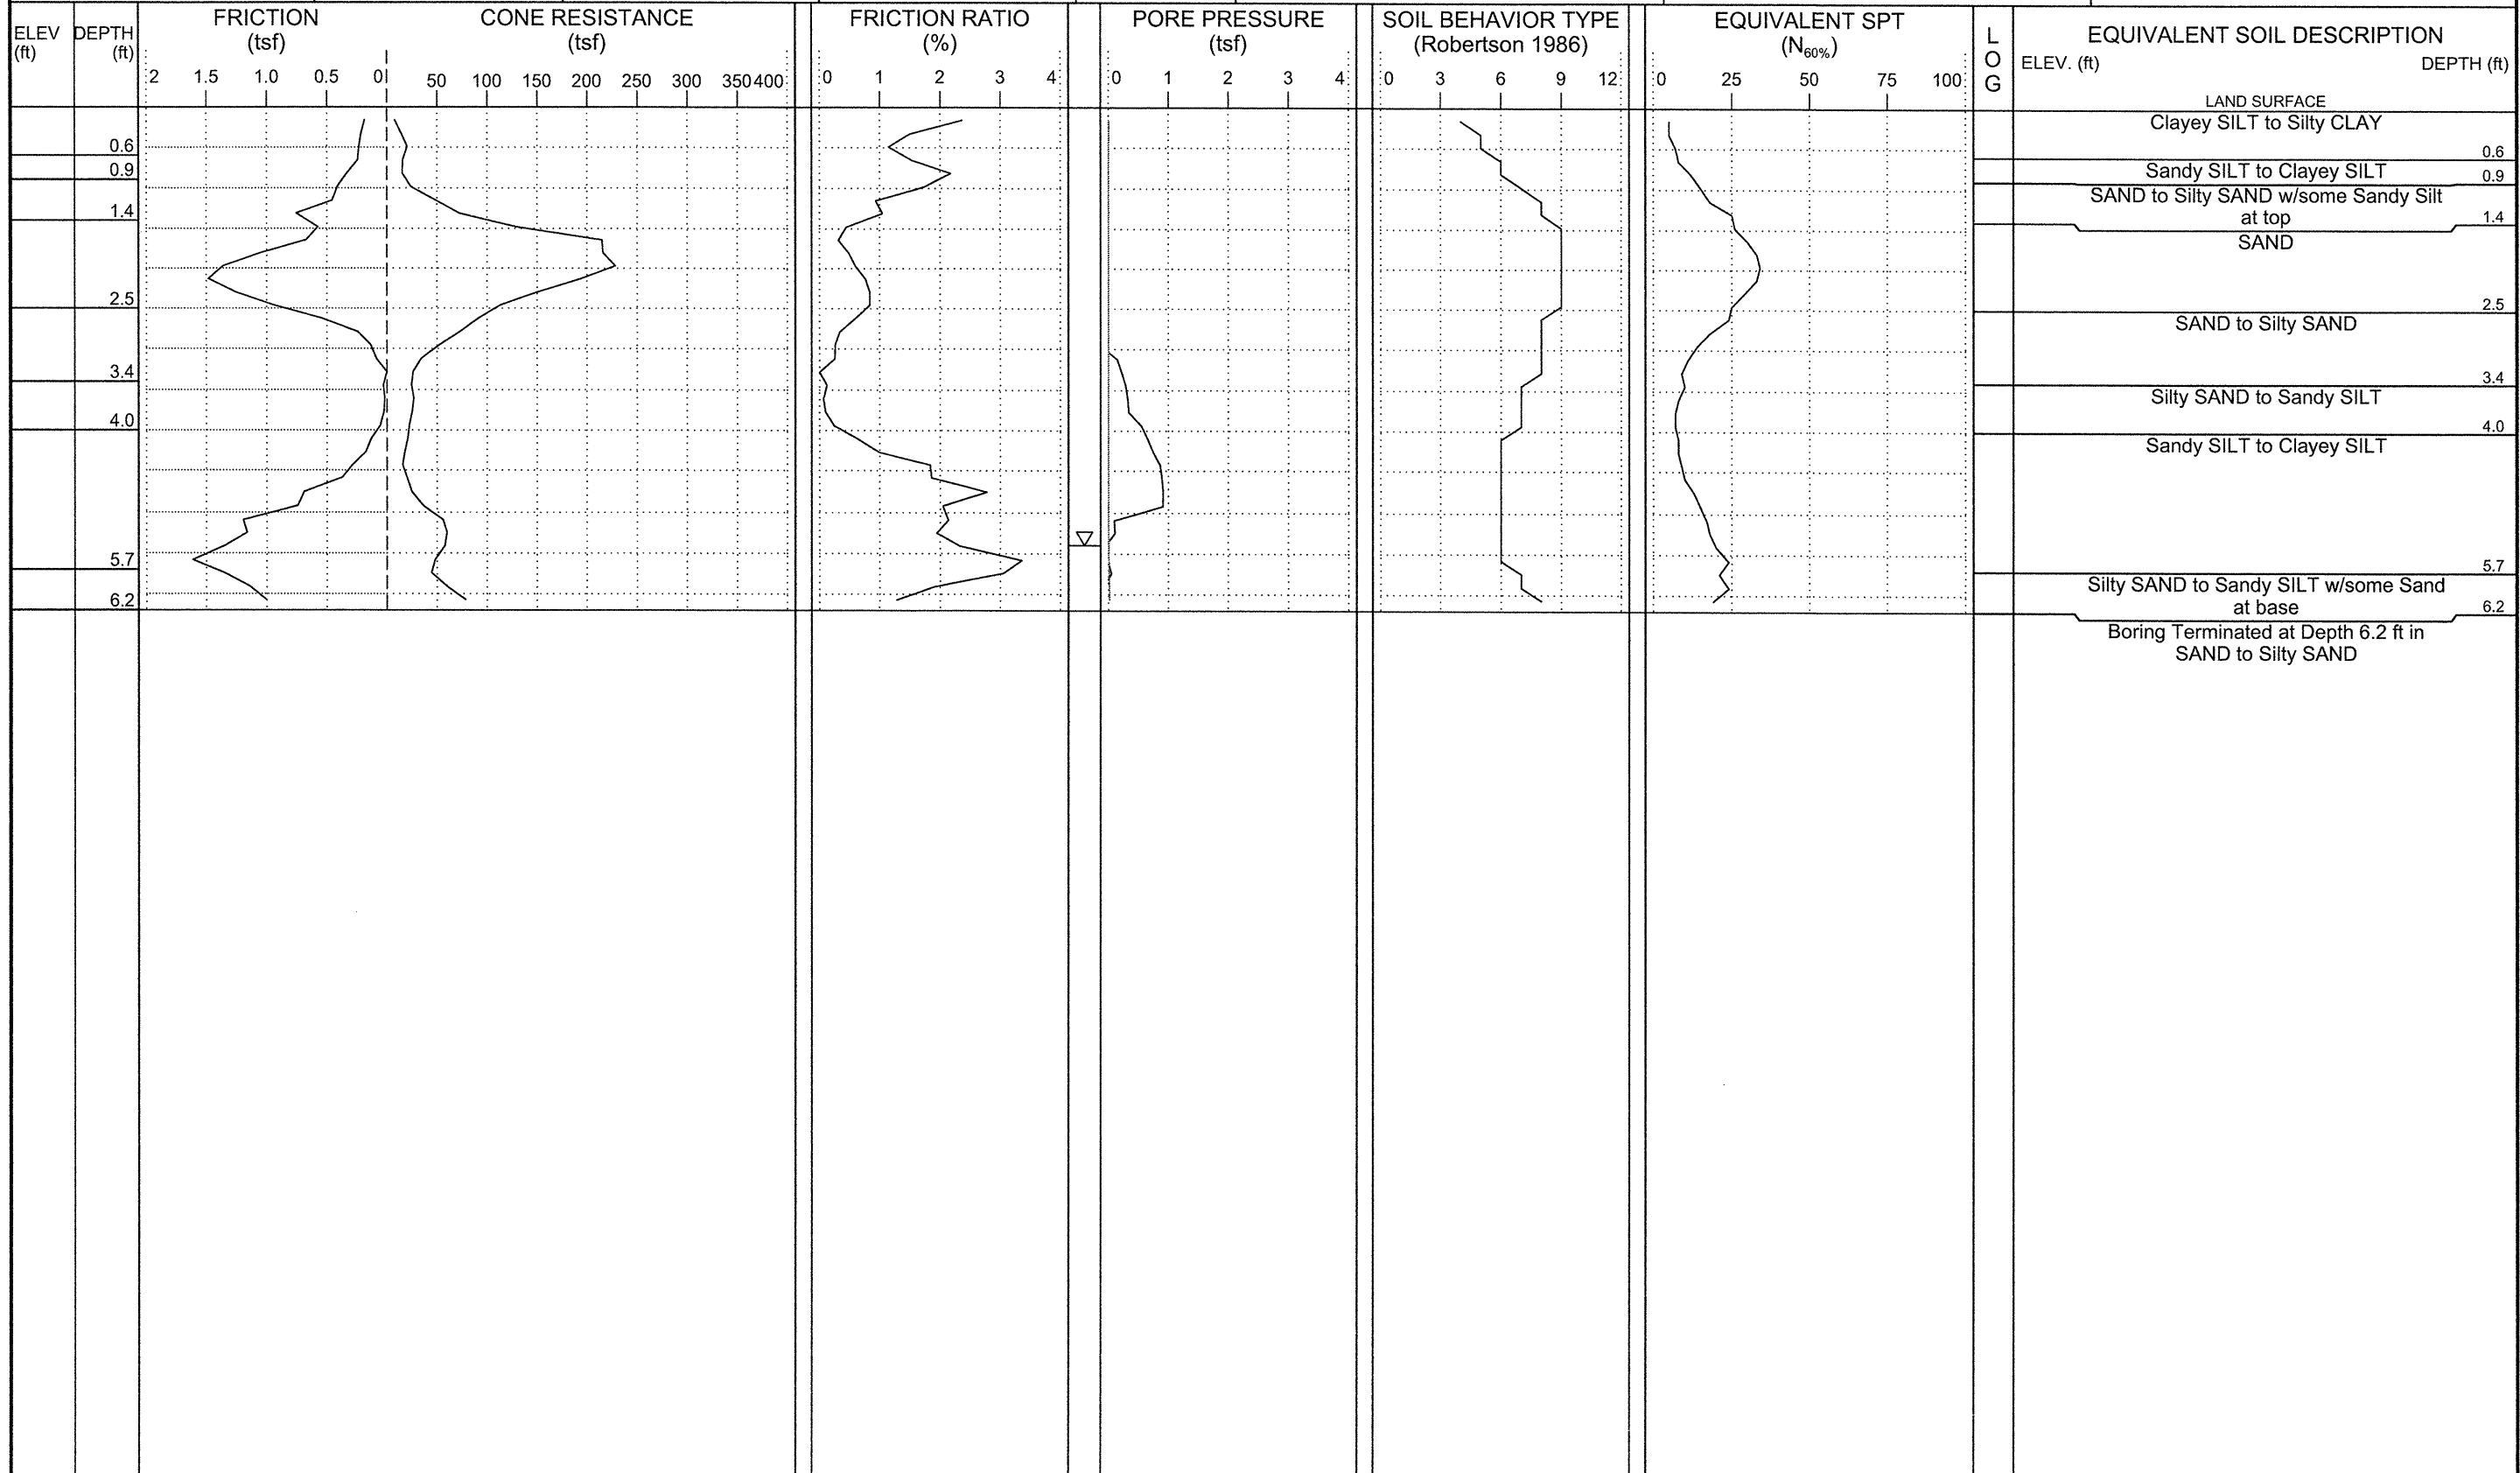 ELEV
(ft)
DEPTH
(ft)
FRICTION
(tsf)
CONE RESISTANCE
(tsf)
FRICTION RATIO
(%)
PORE PRESSURE
(tsf)
SOIL BEHAVIOR TYPE
(Robertson 1986)
EQUIVALENT SPT
(N60%)
L
O
G
EQUIVALENT SOIL DESCRIPTION
ELEV. (ft) DEPTH (ft)
2 1.5 1.0 0.5 0 50 100 150 200 250 300 350 400
0 1 2 3 4
0 1 2 3 4
0 3 6 9 12
0 25 50 75 100
LAND SURFACE
Clayey SILT to Silty CLAY
0.6 0.6
Sandy SILT to Clayey SILT
0.9 0.9
SAND to Silty SAND w/some Sandy Silt
at top
1.4 1.4
SAND
2.5 2.5
SAND to Silty SAND
3.4 3.4
Silty SAND to Sandy SILT
4.0 4.0
Sandy SILT to Clayey SILT
5.7 5.7
Silty SAND to Sandy SILT w/some Sand
at base
6.2 6.2
Boring Terminated at Depth 6.2 ft in
SAND to Silty SAND